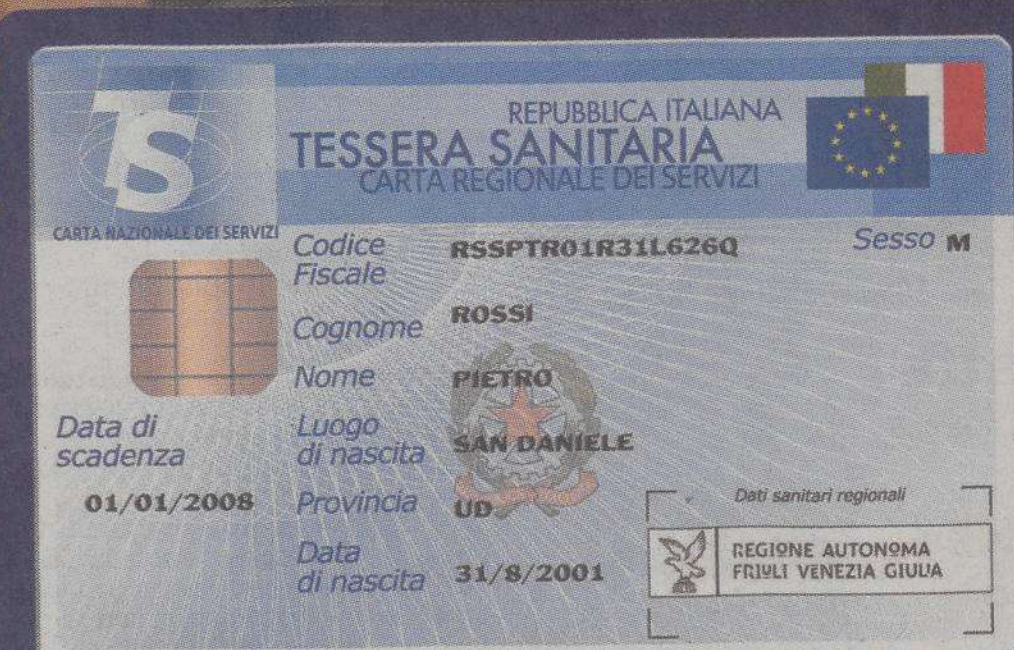 TS
REPUBBLICA ITALIANA
TESSERA SANITARIA
CARTA REGIONALE DEI SERVIZI
CARTA NAZIONALE DEI SERVIZI
Codice Fiscale RSSPTR01R31L626Q Sesso M
Cognome ROSSI
Nome PIETRO
Luogo di nascita SAN DANIELE
Data di scadenza
01/01/2008
Provincia UD
Data di nascita 31/8/2001
Dati sanitari regionali
REGIONE AUTONOMA
FRIULI VENEZIA GIULIA